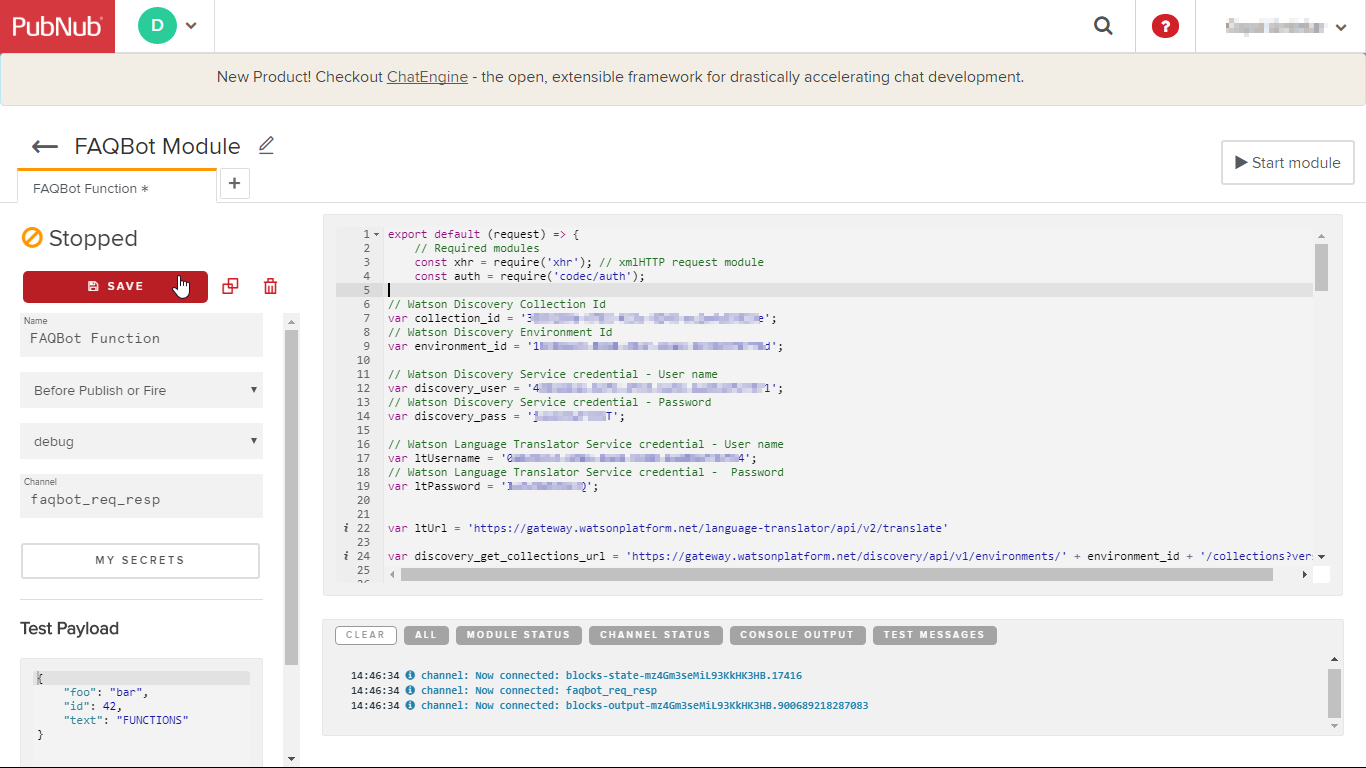 PubNub
D
?
New Product! Checkout ChatEngine - the open, extensible framework for drastically accelerating chat development.
FAQBot Module
Start module
FAQBot Function *
+
Stopped
SAVE
Name
FAQBot Function
Before Publish or Fire
debug
Channel
faqbot_req_resp
MY SECRETS
Test Payload
{
"foo": "bar",
"id": 42,
"text": "FUNCTIONS"
}
1 export default (request) => {
2 // Required modules
3 const xhr = require('xhr'); // xmlHTTP request module
4 const auth = require('codec/auth');
5
6 // Watson Discovery Collection Id
7 var collection_id = '3 e';
8 // Watson Discovery Environment Id
9 var environment_id = '1 d';
10
11 // Watson Discovery Service credential - User name
12 var discovery_user = '4 1';
13 // Watson Discovery Service credential - Password
14 var discovery_pass = ' T';
15
16 // Watson Language Translator Service credential - User name
17 var ltUsername = '0 4';
18 // Watson Language Translator Service credential -  Password
19 var ltPassword = ' Q';
20
21
i 22 var ltUrl = 'https://gateway.watsonplatform.net/language-translator/api/v2/translate'
23
i 24 var discovery_get_collections_url = 'https://gateway.watsonplatform.net/discovery/api/v1/environments/' + environment_id + '/collections?ver
25
CLEAR ALL MODULE STATUS CHANNEL STATUS CONSOLE OUTPUT TEST MESSAGES
14:46:34 channel: Now connected: blocks-state-mz4Gm3seMiL93KkHK3HB.17416
14:46:34 channel: Now connected: faqbot_req_resp
14:46:34 channel: Now connected: blocks-output-mz4Gm3seMiL93KkHK3HB.900689218287083